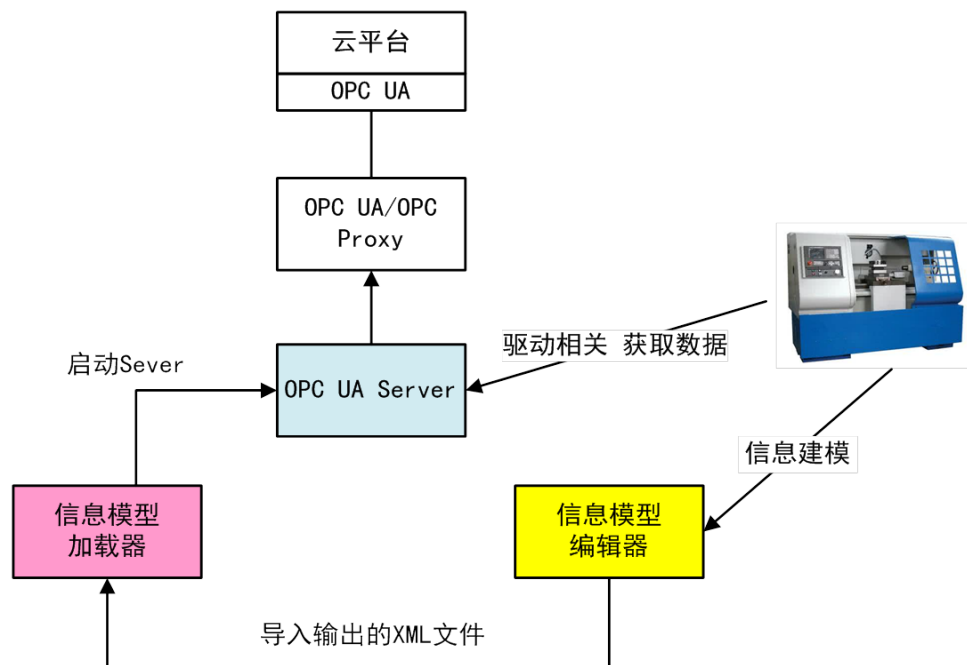 云平台
OPC UA
OPC UA/OPC
Proxy
驱动相关 获取数据
启动Sever
OPC UA Server
信息建模
信息模型
加载器
信息模型
编辑器
导入输出的XML文件